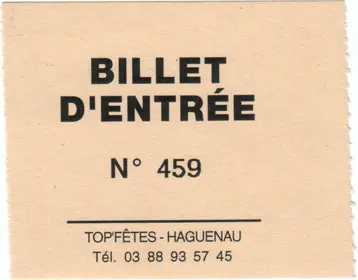 BILLET
D'ENTRÉE
N° 459
TOP'FÊTES - HAGUENAU
Tél. 03 88 93 57 45